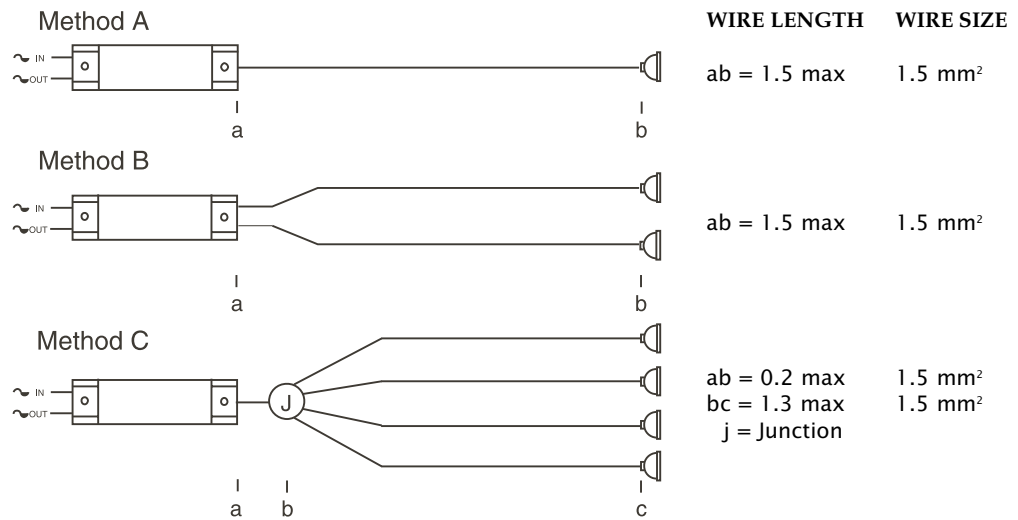 Method A
WIRE LENGTH WIRE SIZE
IN
OUT
ab = 1.5 max 1.5 mm²
a b
Method B
IN
OUT
ab = 1.5 max 1.5 mm²
a b
Method C
IN
OUT
J
ab = 0.2 max 1.5 mm²
bc = 1.3 max 1.5 mm²
j = Junction
a b c